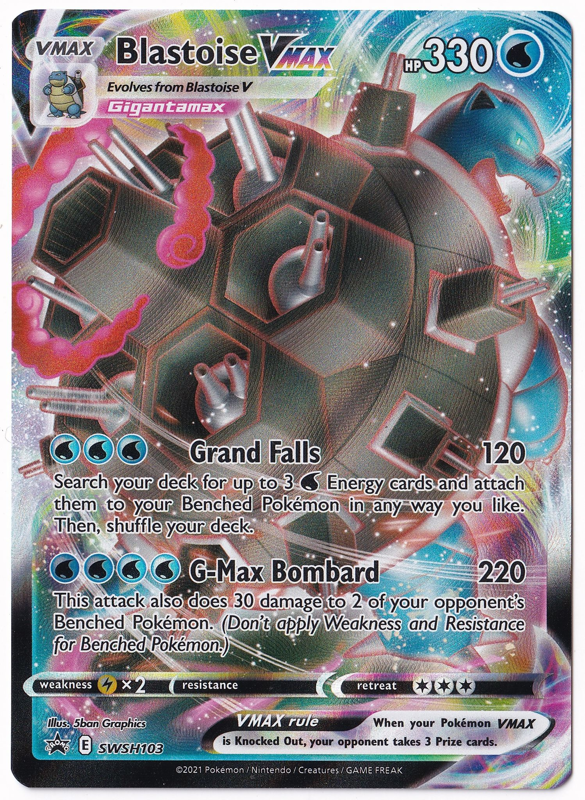 VMAX
Blastoise VMAX
HP 330
Evolves from Blastoise V
Gigantamax
Grand Falls 120
Search your deck for up to 3 Energy cards and attach
them to your Benched Pokémon in any way you like.
Then, shuffle your deck.
G-Max Bombard 220
This attack also does 30 damage to 2 of your opponent's
Benched Pokémon. (Don't apply Weakness and Resistance
for Benched Pokémon.)
weakness ×2 resistance retreat
Illus. 5ban Graphics
VMAX rule When your Pokémon VMAX
is Knocked Out, your opponent takes 3 Prize cards.
PROMO E SWSH103
©2021 Pokémon / Nintendo / Creatures / GAME FREAK